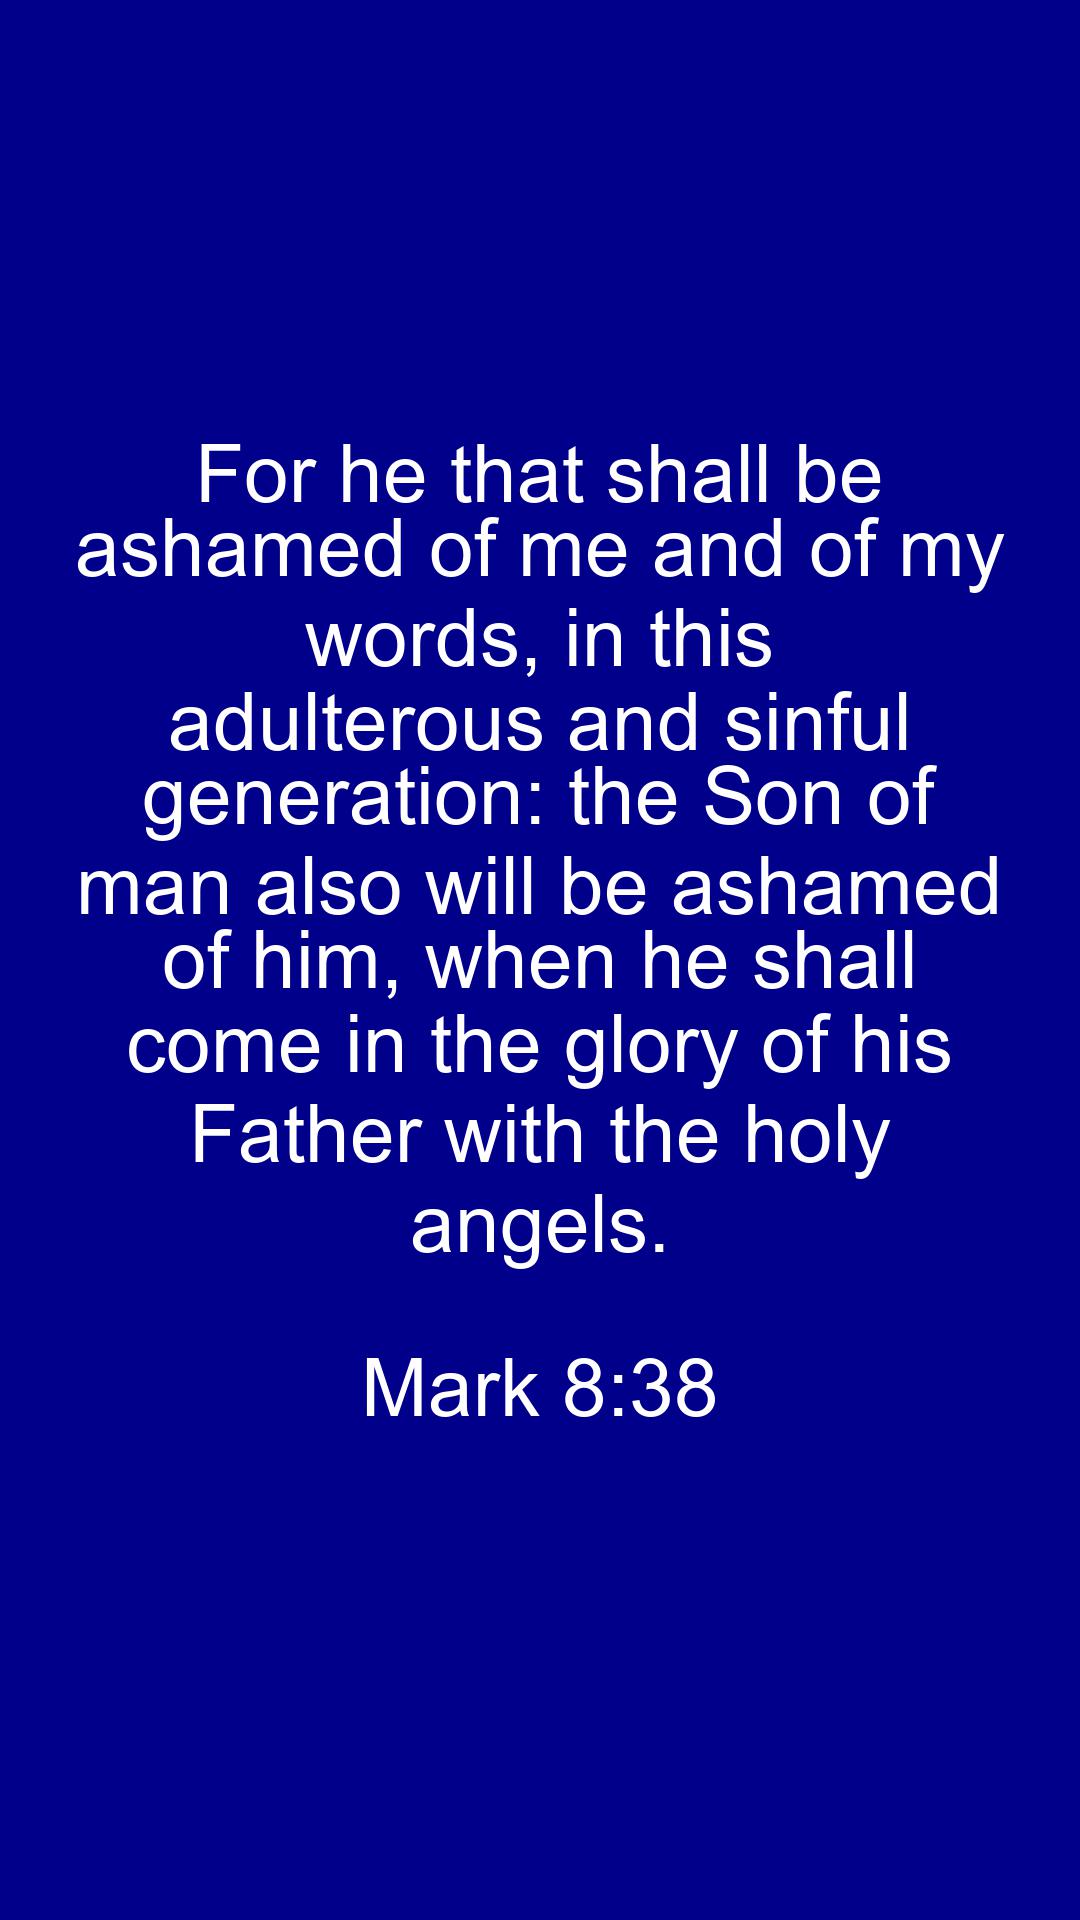 For he that shall be
ashamed of me and of my
words, in this
adulterous and sinful
generation: the Son of
man also will be ashamed
of him, when he shall
come in the glory of his
Father with the holy
angels.
Mark 8:38